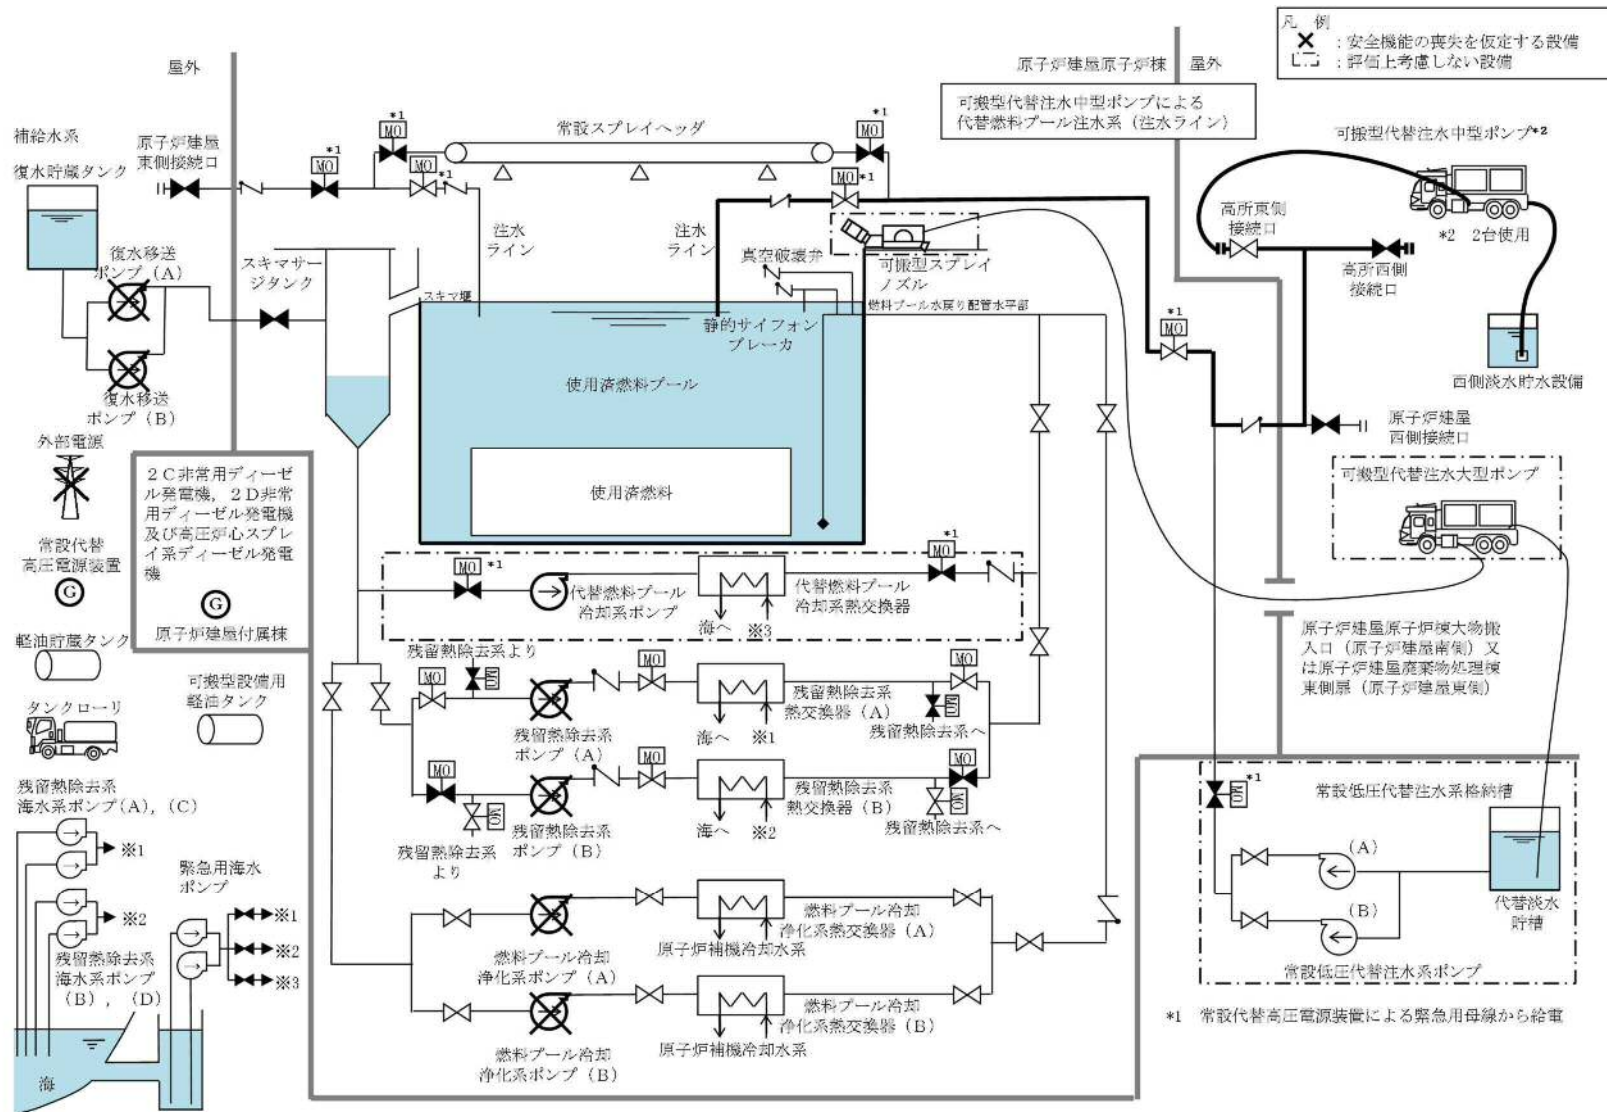 凡 例
: 安全機能の喪失を仮定する設備
: 評価上考慮しない設備
屋外
原子炉建屋原子炉棟
屋外
可搬型代替注水中型ポンプによる
代替燃料プール注水系（注水ライン）
可搬型代替注水中型ポンプ*2
*2 2台使用
高所東側
接続口
高所西側
接続口
西側淡水貯水設備
補給水系
復水貯蔵タンク
原子炉建屋
東側接続口
MO
*1
MO
*1
MO
*1
常設スプレイヘッダ
MO
*1
MO
*1
復水移送
ポンプ（A）
復水移送
ポンプ（B）
スキマサー
ジタンク
注水
ライン
注水
ライン
真空破壊弁
可搬型スプレイ
ノズル
スキマ堰
燃料プール水戻り配管水平部
静的サイフォン
ブレーカ
使用済燃料プール
使用済燃料
MO
*1
原子炉建屋
西側接続口
可搬型代替注水大型ポンプ
外部電源
常設代替
高圧電源装置
G
２Ｃ非常用ディーゼ
ル発電機，２Ｄ非常
用ディーゼル発電機
及び高圧炉心スプレ
イ系ディーゼル発電
機
G
原子炉建屋付属棟
軽油貯蔵タンク
可搬型設備用
軽油タンク
タンクローリ
MO
*1
代替燃料プール
冷却系ポンプ
海へ
※3
代替燃料プール
冷却系熱交換器
MO
*1
原子炉建屋原子炉棟大物搬
入口（原子炉建屋南側）又
は原子炉建屋廃棄物処理棟
東側扉（原子炉建屋東側）
残留熱除去系より
MO
MO
残留熱除去系
ポンプ（A）
MO
海へ
※1
残留熱除去系
熱交換器（A）
MO
MO
残留熱除去系へ
MO
MO
残留熱除去系
より
残留熱除去系
ポンプ（B）
MO
海へ
※2
残留熱除去系
熱交換器（B）
MO
MO
残留熱除去系へ
残留熱除去系
海水系ポンプ(A)，(C)
※1
※2
残留熱除去系
海水系ポンプ
（B），（D）
緊急用海水
ポンプ
※1
※2
※3
海
燃料プール冷却
浄化系ポンプ（A）
原子炉補機冷却水系
燃料プール冷却
浄化系熱交換器（A）
燃料プール冷却
浄化系ポンプ（B）
原子炉補機冷却水系
燃料プール冷却
浄化系熱交換器（B）
MO
*1
常設低圧代替注水系格納槽
(A)
(B)
代替淡水
貯槽
常設低圧代替注水系ポンプ
*1 常設代替高圧電源装置による緊急用母線から給電